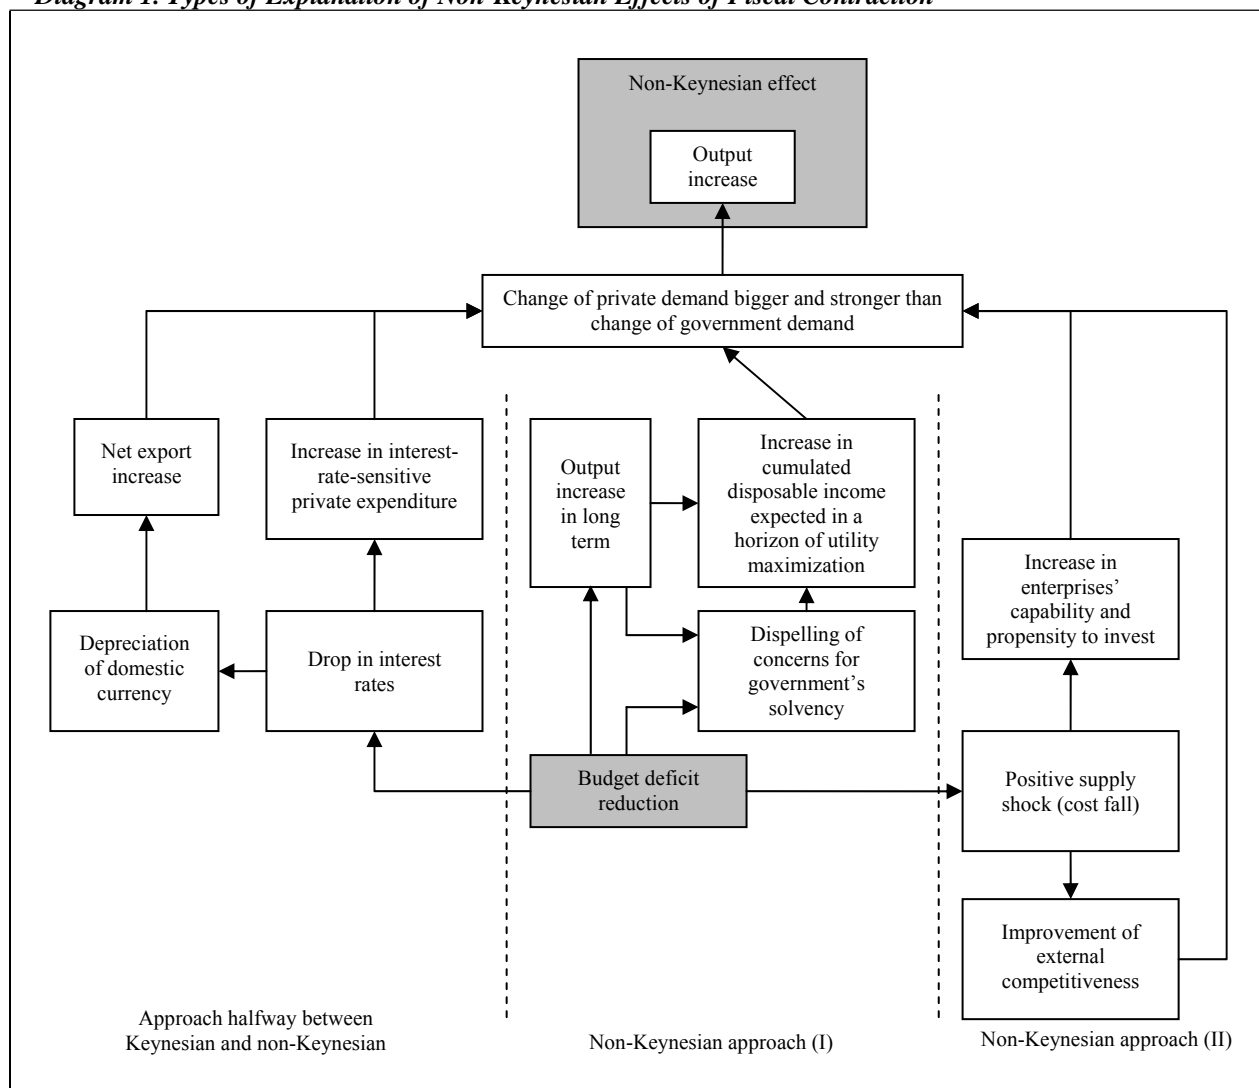 Diagram 1. Types of Explanation of Non-Keynesian Effects of Fiscal Contraction
Non-Keynesian effect
Output
increase
Change of private demand bigger and stronger than
change of government demand
Net export
increase
Increase in interest-
rate-sensitive
private expenditure
Output
increase
in long
term
Increase in
cumulated
disposable income
expected in a
horizon of utility
maximization
Increase in
enterprises’
capability and
propensity to invest
Depreciation
of domestic
currency
Drop in interest
rates
Dispelling of
concerns for
government’s
solvency
Budget deficit
reduction
Positive supply
shock (cost fall)
Improvement of
external
competitiveness
Approach halfway between
Keynesian and non-Keynesian
Non-Keynesian approach (I)
Non-Keynesian approach (II)